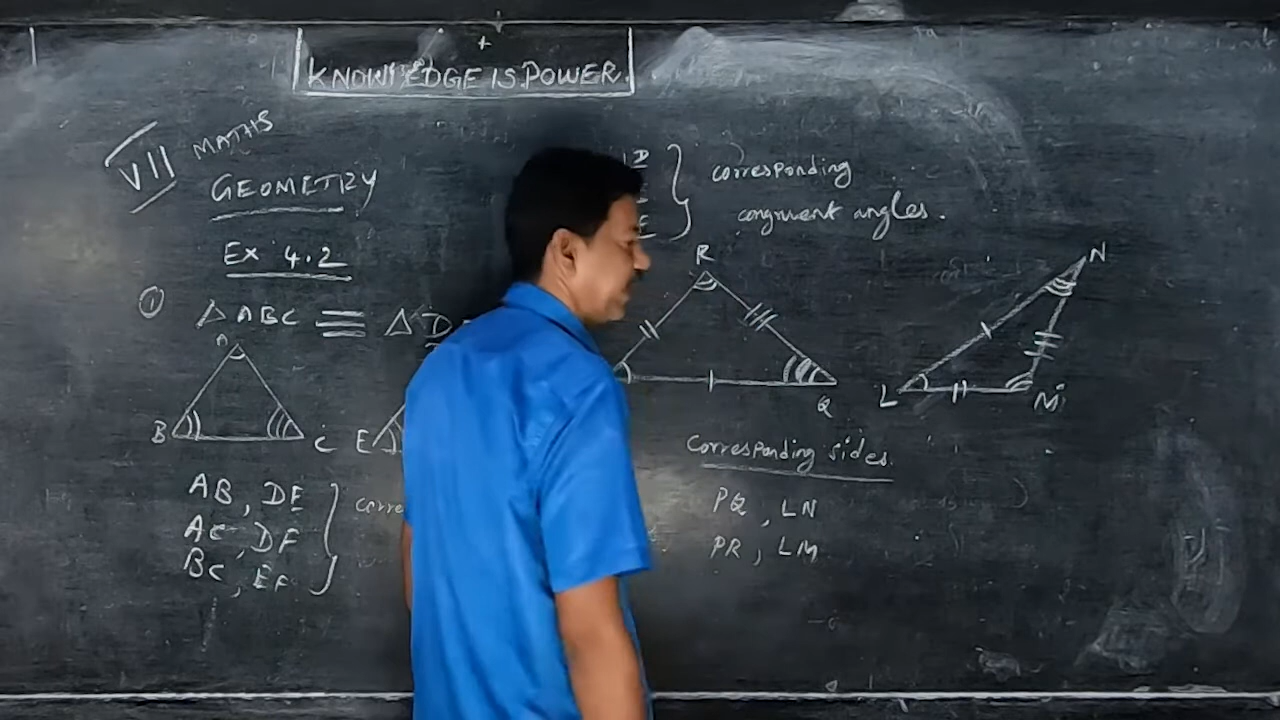 KNOWLEDGE IS POWER.
VII MATHS
GEOMETRY
Ex 4.2
① △ABC ≡ △D
A
B
C
E
AB, DE
AC, DF
BC, EF
D
E
corresponding
congruent angles.
R
Q
N
L
M
Corresponding sides.
PQ, LN
PR, LM